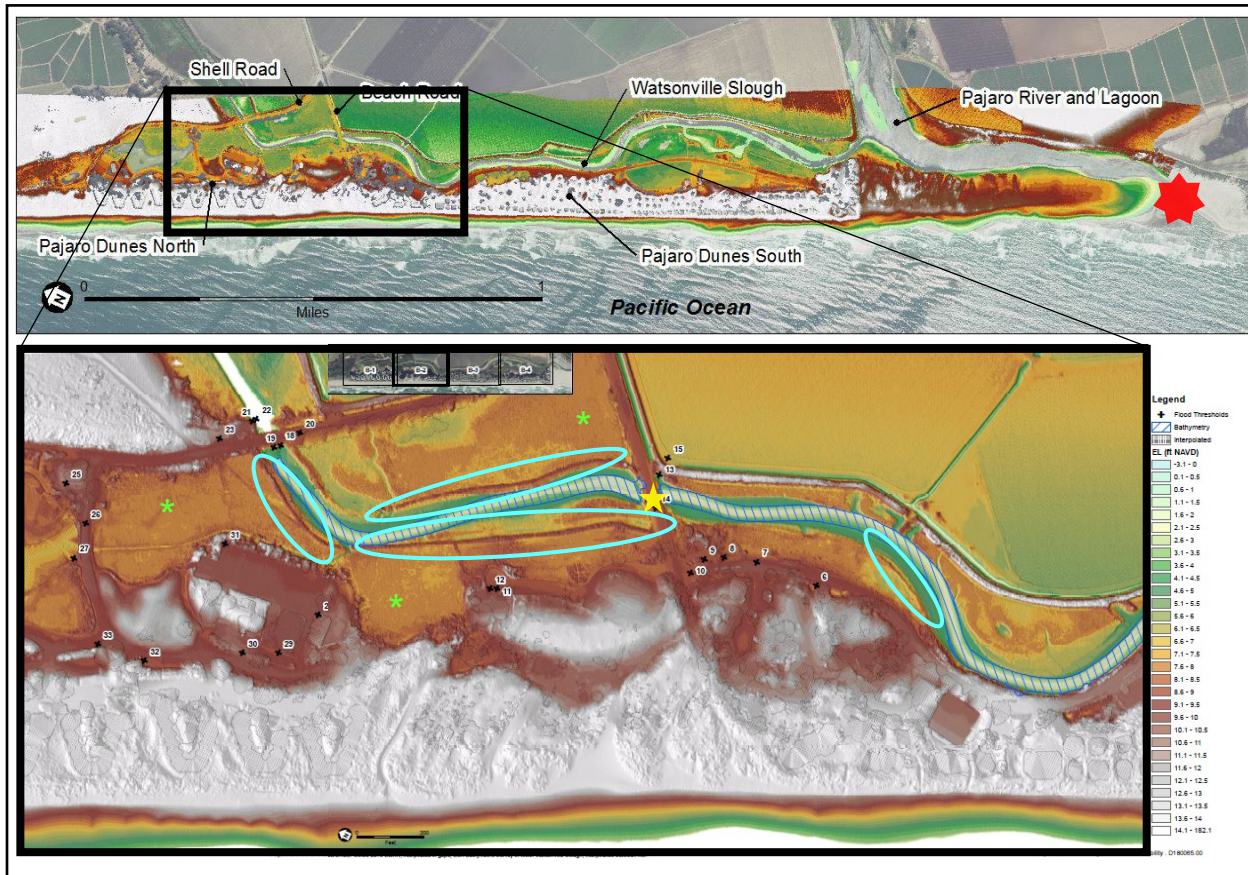 Shell Road
Beach Road
Watsonville Slough
Pajaro River and Lagoon
Pajaro Dunes North
Pajaro Dunes South
N
0
1
Miles
Pacific Ocean
B-1
B-2
B-3
B-4
21
22
23
19
18
20
15
13
25
26
27
31
12
11
10
9
8
7
6
2
30
29
33
32
N
0
200
Feet
Legend
Flood Thresholds
Bathymetry
Interpolated
EL (ft NAVD)
-3.1 - 0
0.1 - 0.5
0.6 - 1
1.1 - 1.5
1.6 - 2
2.1 - 2.5
2.6 - 3
3.1 - 3.5
3.6 - 4
4.1 - 4.5
4.6 - 5
5.1 - 5.5
5.6 - 6
6.1 - 6.5
6.6 - 7
7.1 - 7.5
7.6 - 8
8.1 - 8.5
8.6 - 9
9.1 - 9.5
9.6 - 10
10.1 - 10.5
10.6 - 11
11.1 - 11.5
11.6 - 12
12.1 - 12.5
12.6 - 13
13.1 - 13.5
13.6 - 14
14.1 - 182.1
D180065.00